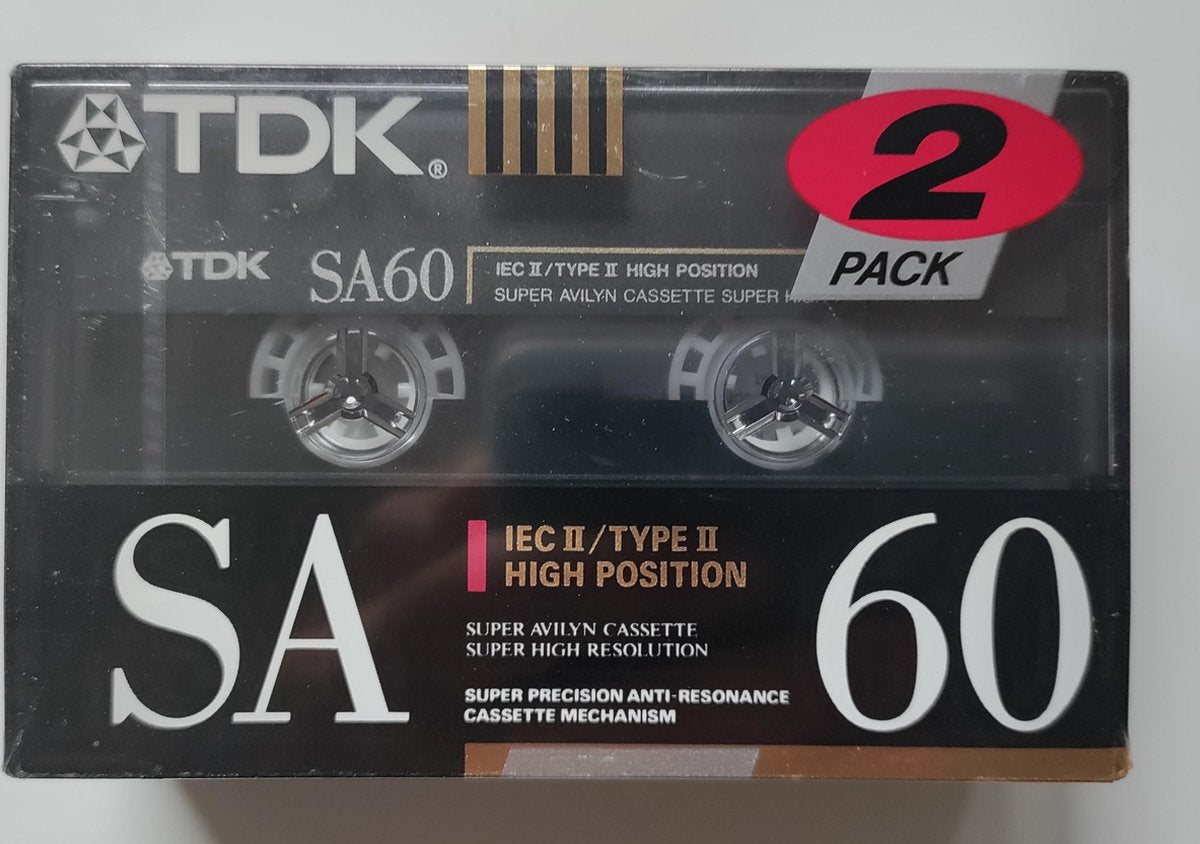 TDK®
2
PACK
TDK SA60 IEC II/TYPE II HIGH POSITION
SUPER AVILYN CASSETTE SUPER
SA 60
IEC II/TYPE II
HIGH POSITION
SUPER AVILYN CASSETTE
SUPER HIGH RESOLUTION
SUPER PRECISION ANTI-RESONANCE
CASSETTE MECHANISM